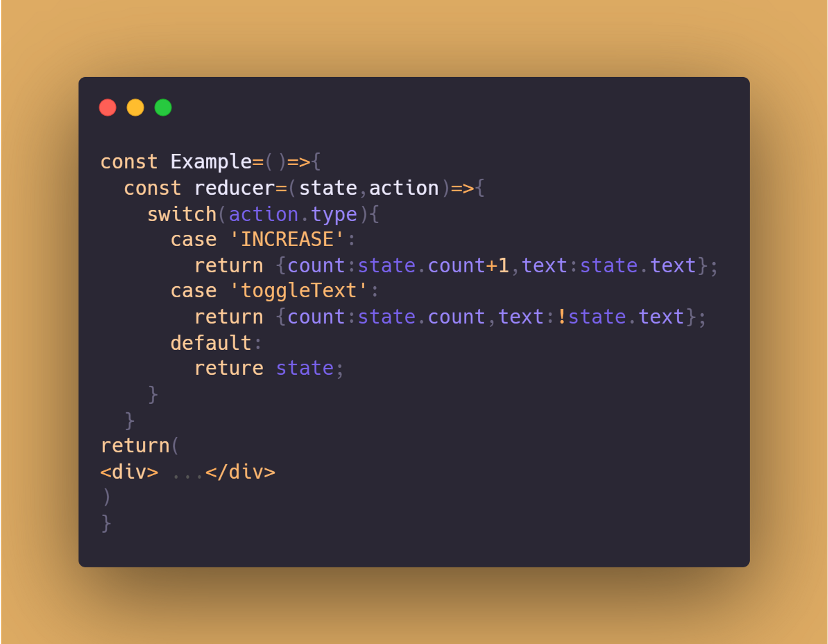 const Example=()=>{
  const reducer=(state,action)=>{
    switch(action.type){
      case 'INCREASE':
        return {count:state.count+1,text:state.text};
      case 'toggleText':
        return {count:state.count,text:!state.text};
      default:
        reture state;
    }
  }
return(
<div> ...</div>
)
}